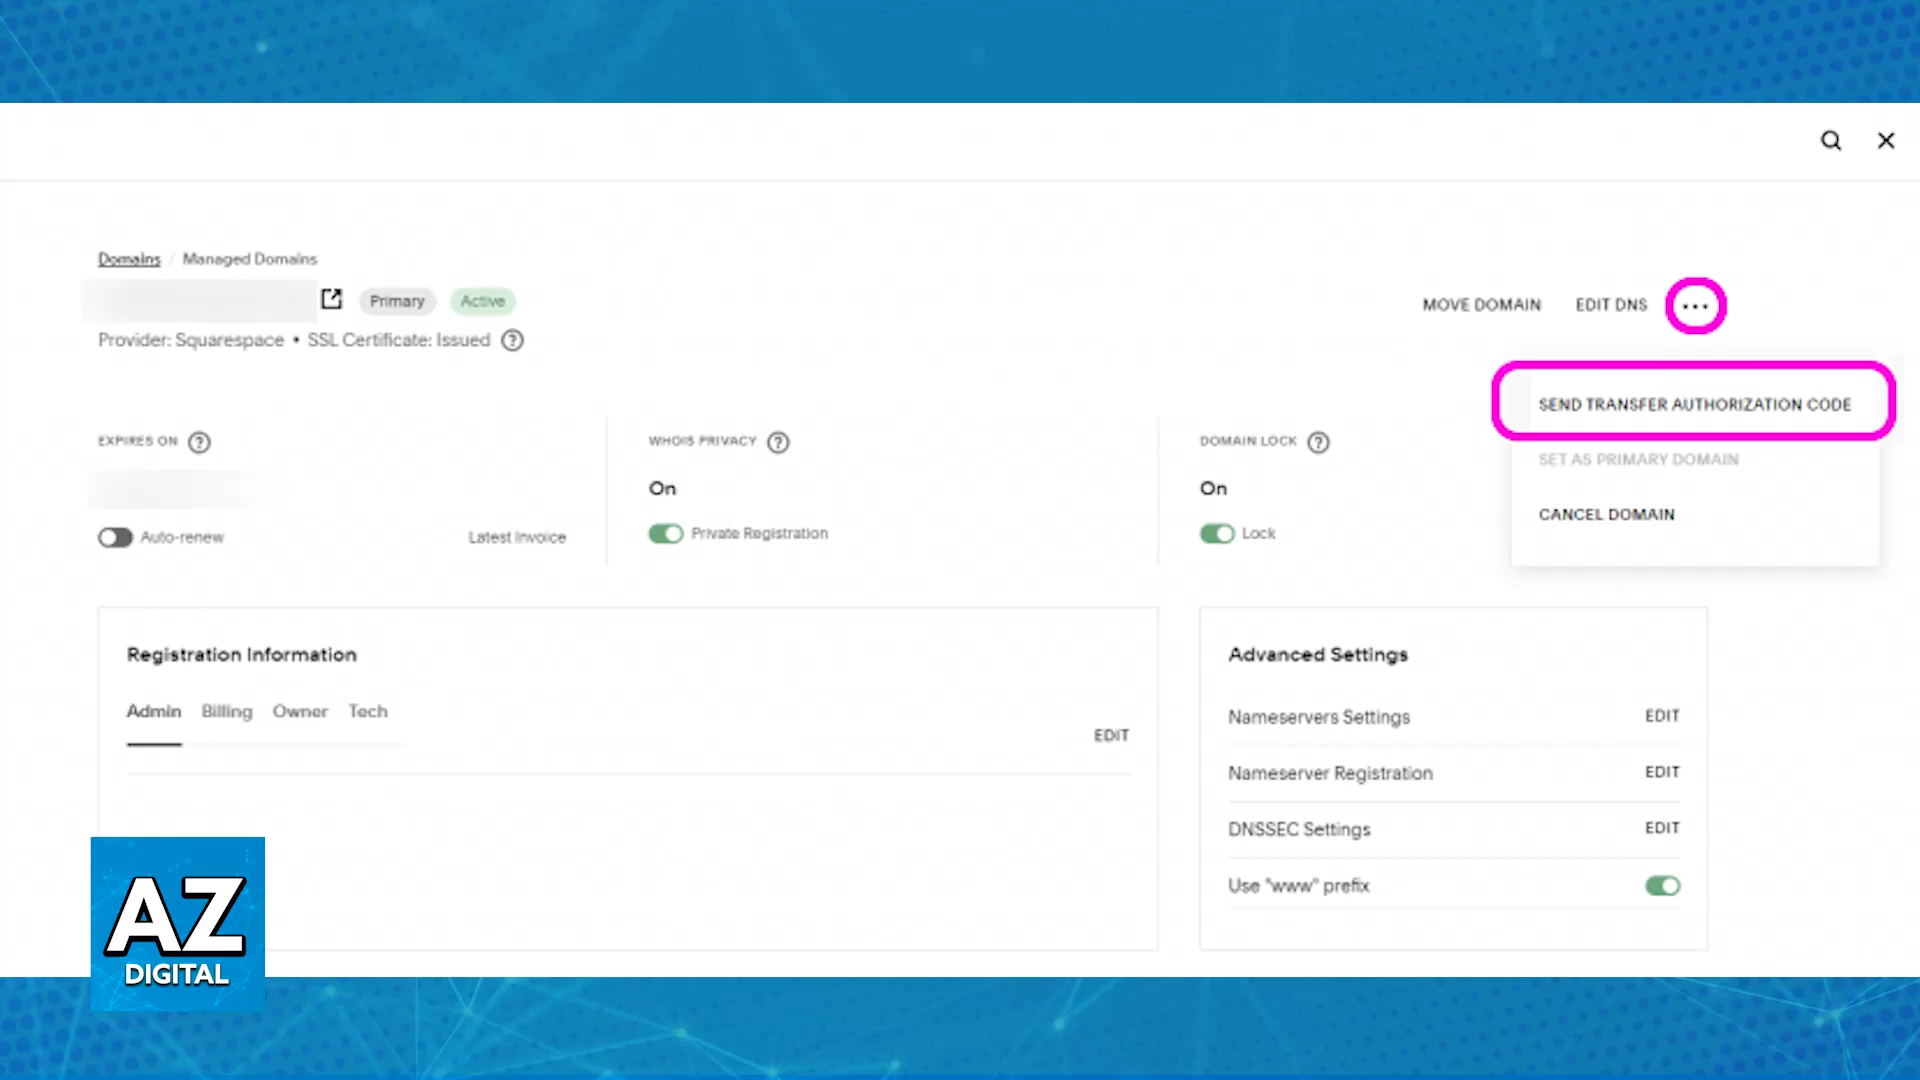 Domains / Managed Domains
Primary Active
MOVE DOMAIN EDIT DNS ...
Provider: Squarespace • SSL Certificate: Issued ?
SEND TRANSFER AUTHORIZATION CODE
SET AS PRIMARY DOMAIN
CANCEL DOMAIN
EXPIRES ON ?
Auto-renew Latest Invoice
WHOIS PRIVACY ?
On
Private Registration
DOMAIN LOCK ?
On
Lock
Registration Information
Admin Billing Owner Tech
EDIT
Advanced Settings
Nameservers Settings EDIT
Nameserver Registration EDIT
DNSSEC Settings EDIT
Use "www" prefix
AZ
DIGITAL